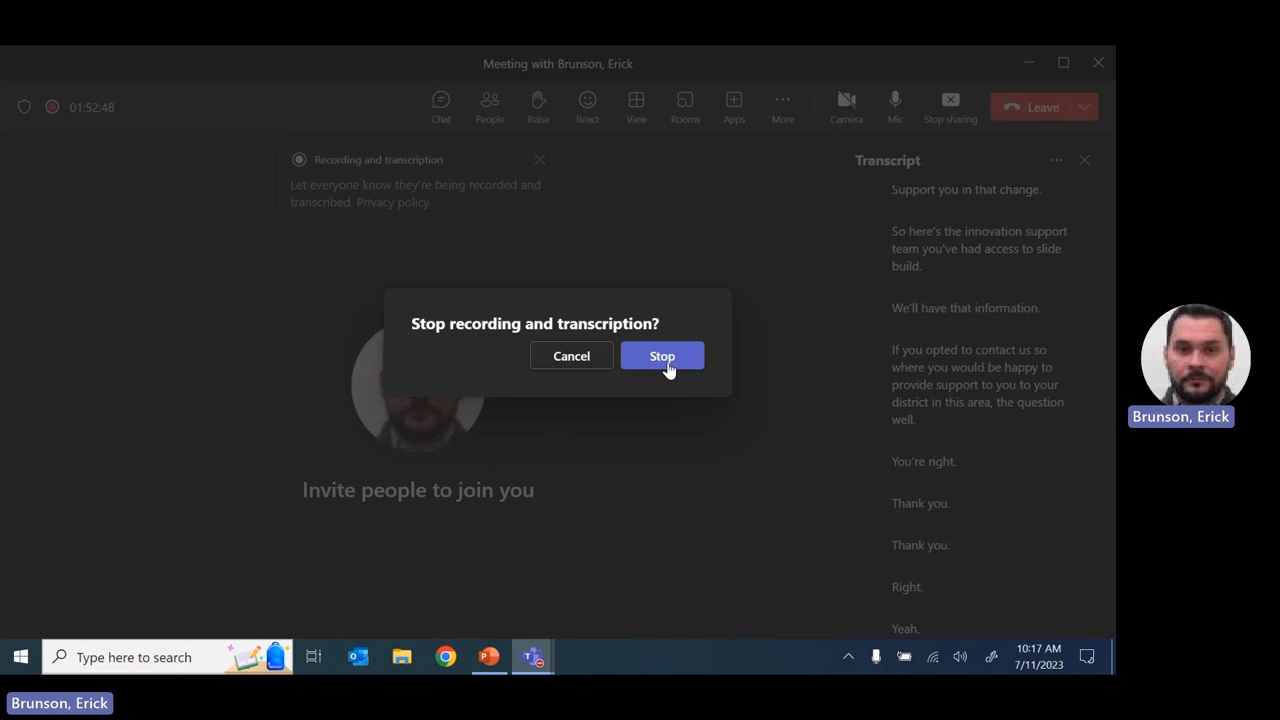 Meeting with Brunson, Erick
01:52:48
Chat
People
Raise
React
View
Rooms
Apps
More
Camera
Mic
Stop sharing
Leave
Recording and transcription
Let everyone know they're being recorded and
transcribed. Privacy policy
Transcript
Support you in that change.
So here's the innovation support
team you've had access to slide
build.
We'll have that information.
If you opted to contact us so
where you would be happy to
provide support to you to your
district in this area, the question
well.
You're right.
Thank you.
Thank you.
Right.
Yeah.
Stop recording and transcription?
Cancel
Stop
Invite people to join you
Brunson, Erick
Type here to search
10:17 AM
7/11/2023
Brunson, Erick